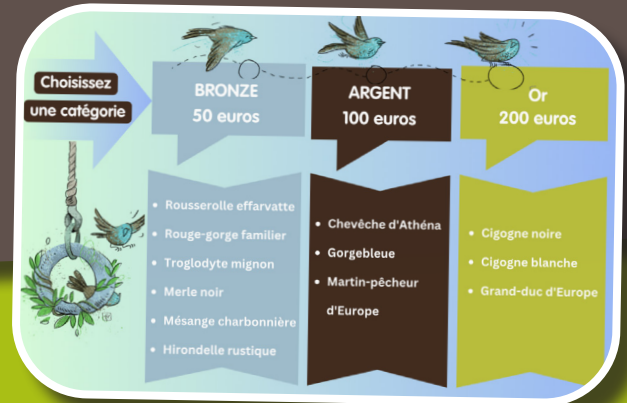 Choisissez
une catégorie
BRONZE
50 euros
ARGENT
100 euros
Or
200 euros
• Rousserolle effarvatte
• Rouge-gorge familier
• Troglodyte mignon
• Merle noir
• Mésange charbonnière
• Hirondelle rustique
• Chevêche d'Athéna
• Gorgebleue
• Martin-pêcheur
d'Europe
• Cigogne noire
• Cigogne blanche
• Grand-duc d'Europe